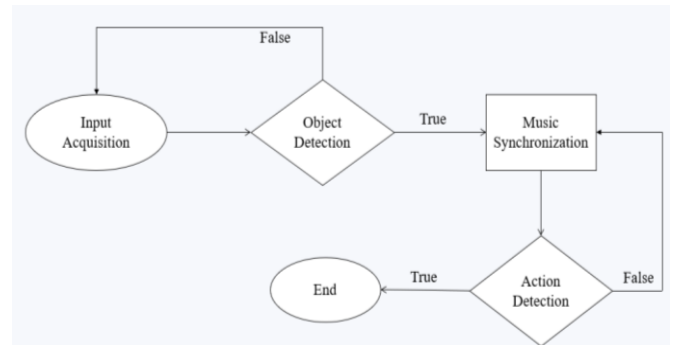 False
Input
Acquisition
Object
Detection
True
Music
Synchronization
End
True
Action
Detection
False